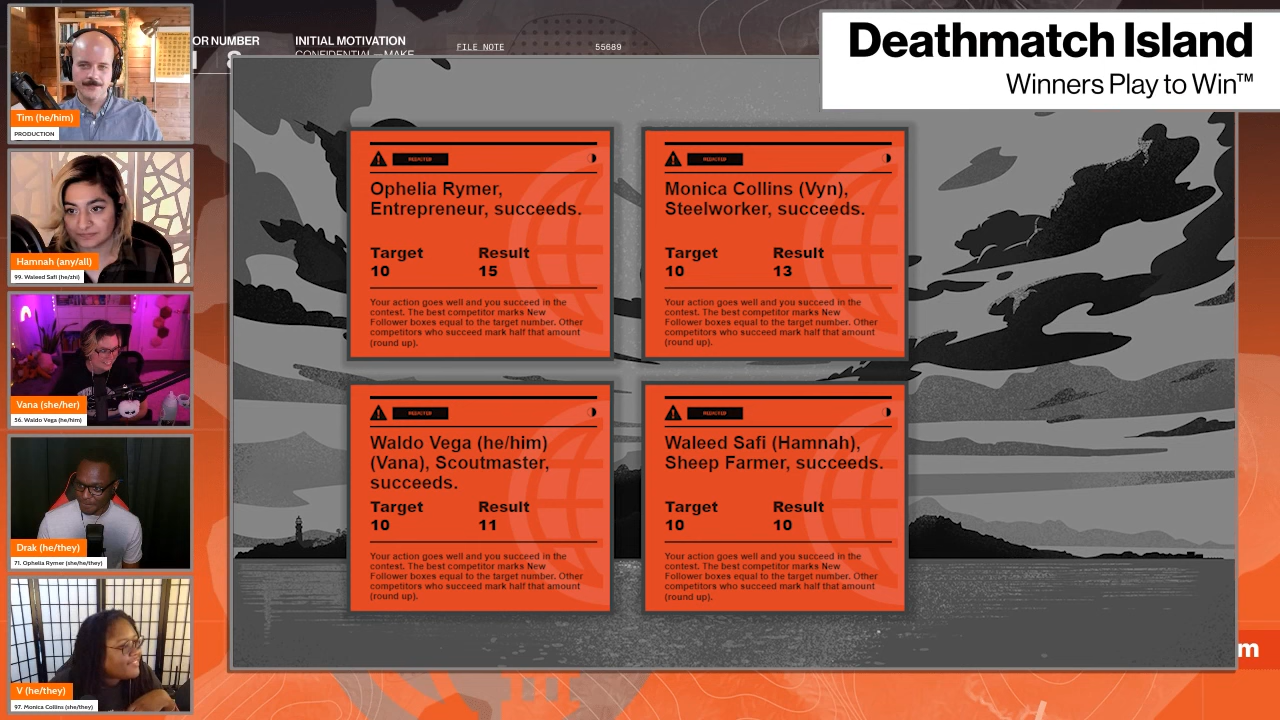 Deathmatch Island
Winners Play to Win™
OR NUMBER
INITIAL MOTIVATION
CONFIDENTIAL – MAKE
FILE NOTE
55689
Tim (he/him)
PRODUCTION
Hamnah (any/all)
99. Waleed Safi (he/zhi)
Vana (she/her)
56. Waldo Vega (he/him)
Drak (he/they)
71. Ophelia Rymer (she/he/they)
V (he/they)
97. Monica Collins (she/they)
REDACTED
Ophelia Rymer,
Entrepreneur, succeeds.
Target
Result
10
15
Your action goes well and you succeed in the
contest. The best competitor marks New
Follower boxes equal to the target number. Other
competitors who succeed mark half that amount
(round up).
REDACTED
Monica Collins (Vyn),
Steelworker, succeeds.
Target
Result
10
13
Your action goes well and you succeed in the
contest. The best competitor marks New
Follower boxes equal to the target number. Other
competitors who succeed mark half that amount
(round up).
REDACTED
Waldo Vega (he/him)
(Vana), Scoutmaster,
succeeds.
Target
Result
10
11
Your action goes well and you succeed in the
contest. The best competitor marks New
Follower boxes equal to the target number. Other
competitors who succeed mark half that amount
(round up).
REDACTED
Waleed Safi (Hamnah),
Sheep Farmer, succeeds.
Target
Result
10
10
Your action goes well and you succeed in the
contest. The best competitor marks New
Follower boxes equal to the target number. Other
competitors who succeed mark half that amount
(round up).
m